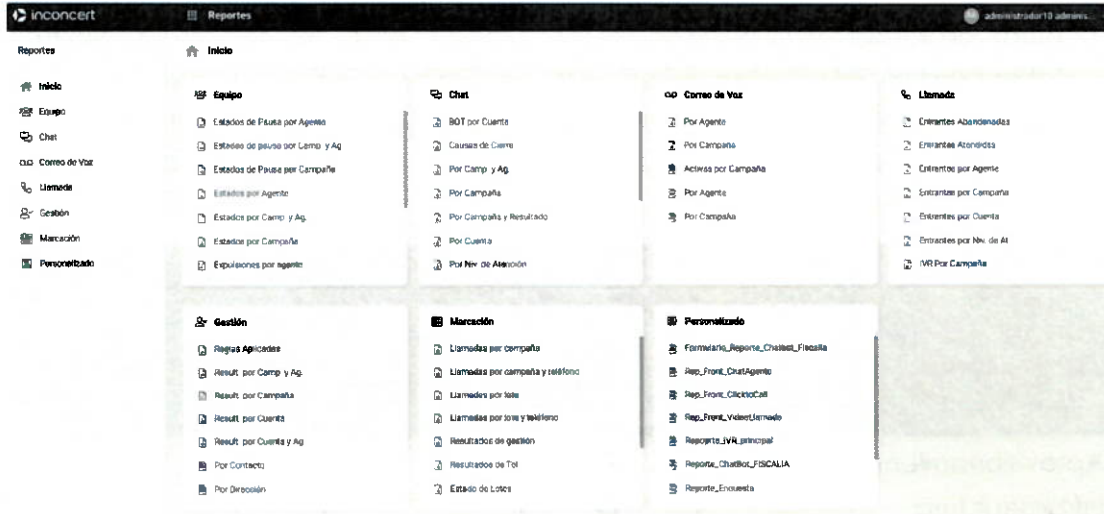 inconcert
Reportes
administrador10 adminis...
Reportes
Inicio
Equipo
Chat
Correo de Voz
Llamada
Gestión
Marcación
Personalizado
Inicio
Equipo
Estados de Pausa por Agente
Estados de pausa por Camp. y Ag
Estados de Pausa por Campaña
Estados por Agente
Estados por Camp. y Ag.
Estados por Campaña
Expulsiones por agente
Chat
BOT por Cuenta
Causas de Cierre
Por Camp. y Ag.
Por Campaña
Por Campaña y Resultado
Por Cuenta
Por Niv. de Atención
Correo de Voz
Por Agente
Por Campaña
Activas por Campaña
Por Agente
Por Campaña
Llamada
Entrantes Abandonadas
Entrantes Atendidas
Entrantes por Agente
Entrantes por Campaña
Entrantes por Cuenta
Entrantes por Niv. de At
IVR Por Campaña
Gestión
Reglas Aplicadas
Result. por Camp. y Ag.
Result. por Campaña
Result. por Cuenta
Result. por Cuenta y Ag
Por Contacto
Por Dirección
Marcación
Llamadas por campaña
Llamadas por campaña y teléfono
Llamadas por lote
Llamadas por lote y teléfono
Resultados de gestión
Resultados de Tel
Estado de Lotes
Personalizado
Formulario_Reporte_Chatbot_Fiscalia
Rep_Front_ChatAgente
Rep_Front_ClicktoCall
Rep_Front_VideoLlamada
Reporte_IVR_principal
Reporte_ChatBot_FISCALIA
Reporte_Encuesta